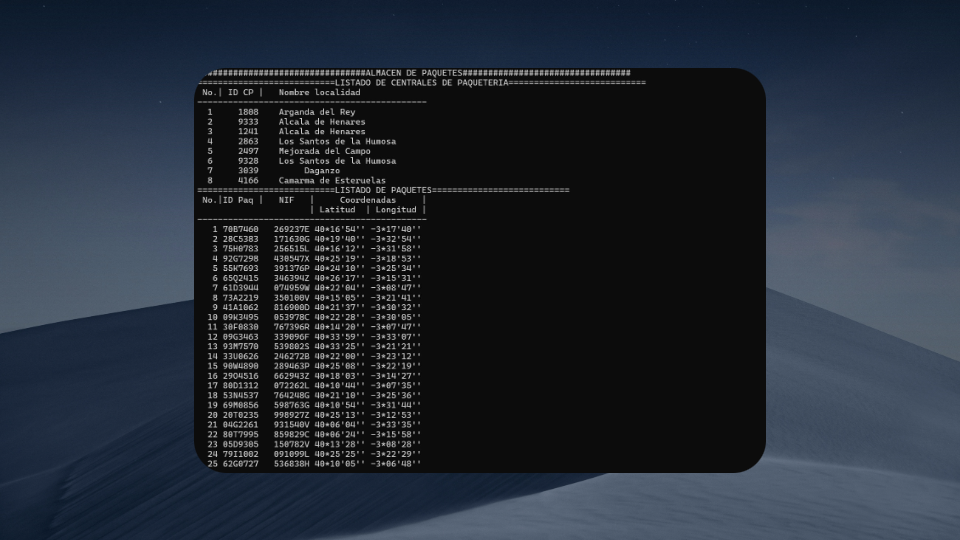 ################################ALMACEN DE PAQUETES#################################
===========================LISTADO DE CENTRALES DE PAQUETERIA===========================
No.| ID CP | Nombre localidad
---------------------------------------------
1 1808 Arganda del Rey
2 9333 Alcala de Henares
3 1241 Alcala de Henares
4 2863 Los Santos de la Humosa
5 2497 Mejorada del Campo
6 9328 Los Santos de la Humosa
7 3039 Daganzo
8 4166 Camarma de Esteruelas
===========================LISTADO DE PAQUETES===========================
No.|ID Paq | NIF | Coordenadas |
| Latitud | Longitud |
---------------------------------------------
1 70B7460 269237E 40*16'54'' -3*17'40''
2 28C5383 171630G 40*19'40'' -3*32'54''
3 75H0783 256515L 40*16'12'' -3*31'58''
4 92G7298 430547X 40*25'19'' -3*18'53''
5 55W7693 391376P 40*24'10'' -3*25'34''
6 65Q2415 346394Z 40*26'17'' -3*15'31''
7 61D3944 074959W 40*22'04'' -3*08'47''
8 73A2219 350100V 40*15'05'' -3*21'41''
9 41A1062 816900D 40*21'37'' -3*30'32''
10 09W3495 053978C 40*22'28'' -3*30'05''
11 30F0830 767396R 40*14'20'' -3*07'47''
12 09G3463 339096F 40*33'59'' -3*33'07''
13 93M7570 539802S 40*33'25'' -3*21'21''
14 33U0626 246272B 40*22'00'' -3*23'12''
15 90W4890 289463P 40*25'08'' -3*22'19''
16 29O4516 662943Z 40*18'03'' -3*14'27''
17 80D1312 072262L 40*10'44'' -3*07'35''
18 53N4537 764248G 40*21'10'' -3*25'36''
19 69M0856 598763G 40*10'54'' -3*31'44''
20 20T0235 998927Z 40*25'13'' -3*12'53''
21 04G2261 931540V 40*06'04'' -3*33'35''
22 80T7995 859829C 40*06'24'' -3*15'58''
23 05D9305 150782V 40*13'28'' -3*08'28''
24 79I1002 091099L 40*25'25'' -3*22'29''
25 62G0727 536838H 40*10'05'' -3*06'48''